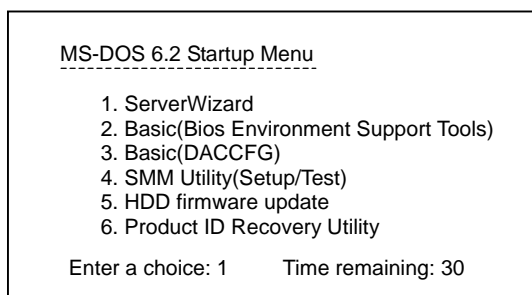 MS-DOS 6.2 Startup Menu
1. ServerWizard
2. Basic(Bios Environment Support Tools)
3. Basic(DACCFG)
4. SMM Utility(Setup/Test)
5. HDD firmware update
6. Product ID Recovery Utility
Enter a choice: 1 Time remaining: 30